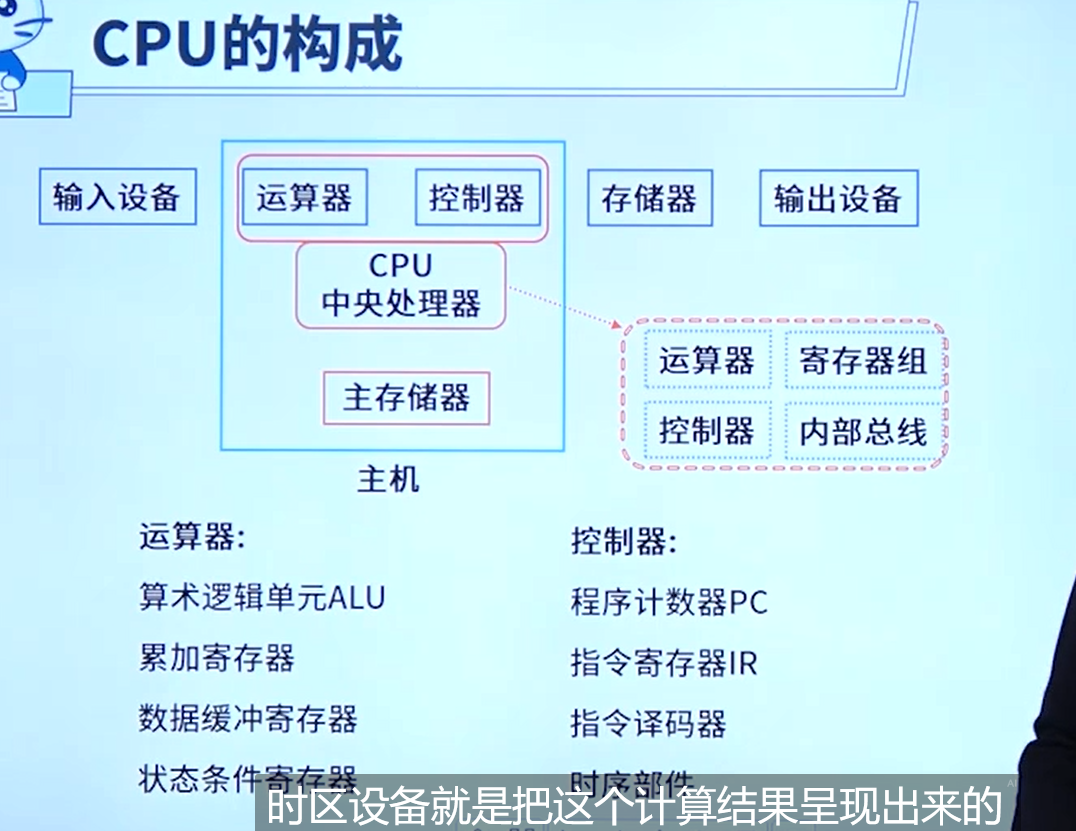 CPU的构成
输入设备
运算器
控制器
存储器
输出设备
CPU
中央处理器
运算器
寄存器组
控制器
内部总线
主存储器
主机
运算器:
算术逻辑单元ALU
累加寄存器
数据缓冲寄存器
状态条件寄存器
控制器:
程序计数器PC
指令寄存器IR
指令译码器
时序部件
时区设备就是把这个计算结果呈现出来的